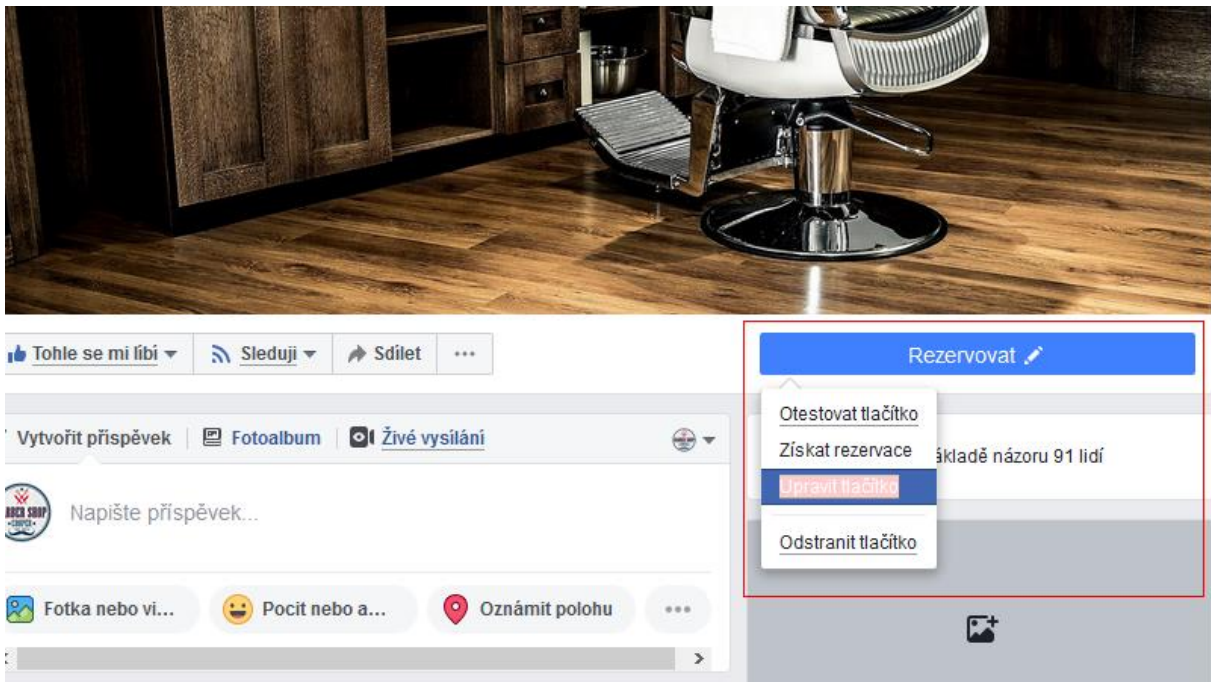 Tohle se mi líbí
Sleduji
Sdílet
Rezervovat
Otestovat tlačítko
Získat rezervace
Upravit tlačítko
Odstranit tlačítko
ákladě názoru 91 lidí
Vytvořit příspěvek
Fotoalbum
Živé vysílání
Napište příspěvek...
Fotka nebo vi...
Pocit nebo a...
Oznámit polohu